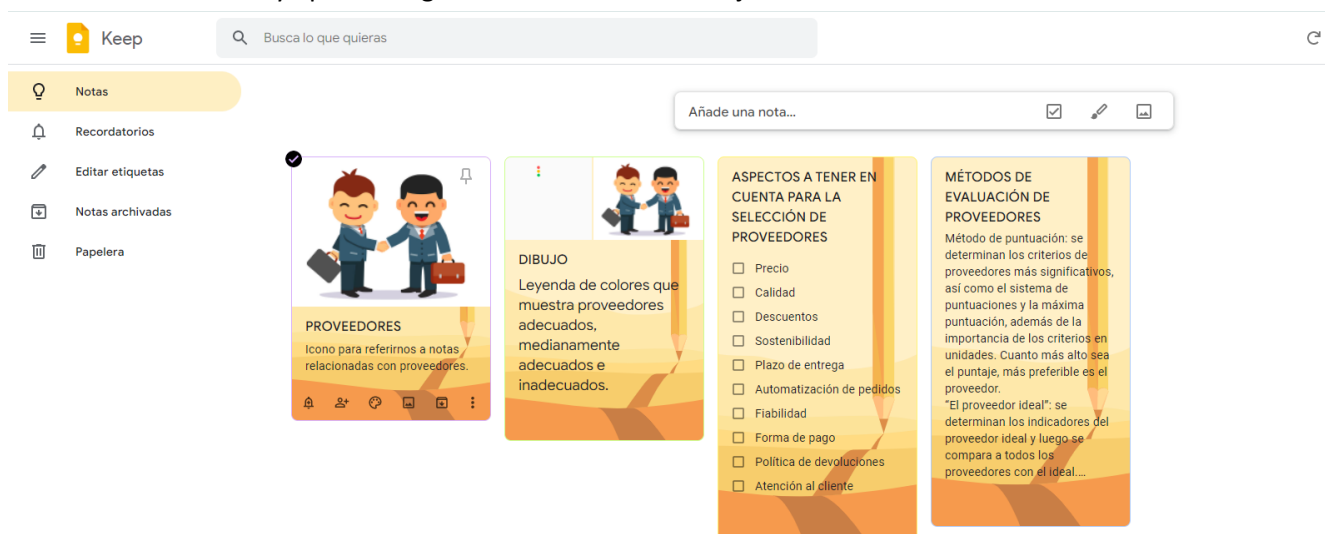 Keep
Busca lo que quieras
Notas
Recordatorios
Editar etiquetas
Notas archivadas
Papelera
Añade una nota...
PROVEEDORES
Icono para referirnos a notas
relacionadas con proveedores.
DIBUJO
Leyenda de colores que
muestra proveedores
adecuados,
medianamente
adecuados e
inadecuados.
ASPECTOS A TENER EN
CUENTA PARA LA
SELECCIÓN DE
PROVEEDORES
Precio
Calidad
Descuentos
Sostenibilidad
Plazo de entrega
Automatización de pedidos
Fiabilidad
Forma de pago
Política de devoluciones
Atención al cliente
MÉTODOS DE
EVALUACIÓN DE
PROVEEDORES
Método de puntuación: se
determinan los criterios de
proveedores más significativos,
así como el sistema de
puntuaciones y la máxima
puntuación, además de la
importancia de los criterios en
unidades. Cuanto más alto sea
el puntaje, más preferible es el
proveedor.
"El proveedor ideal": se
determinan los indicadores del
proveedor ideal y luego se
compara a todos los
proveedores con el ideal....